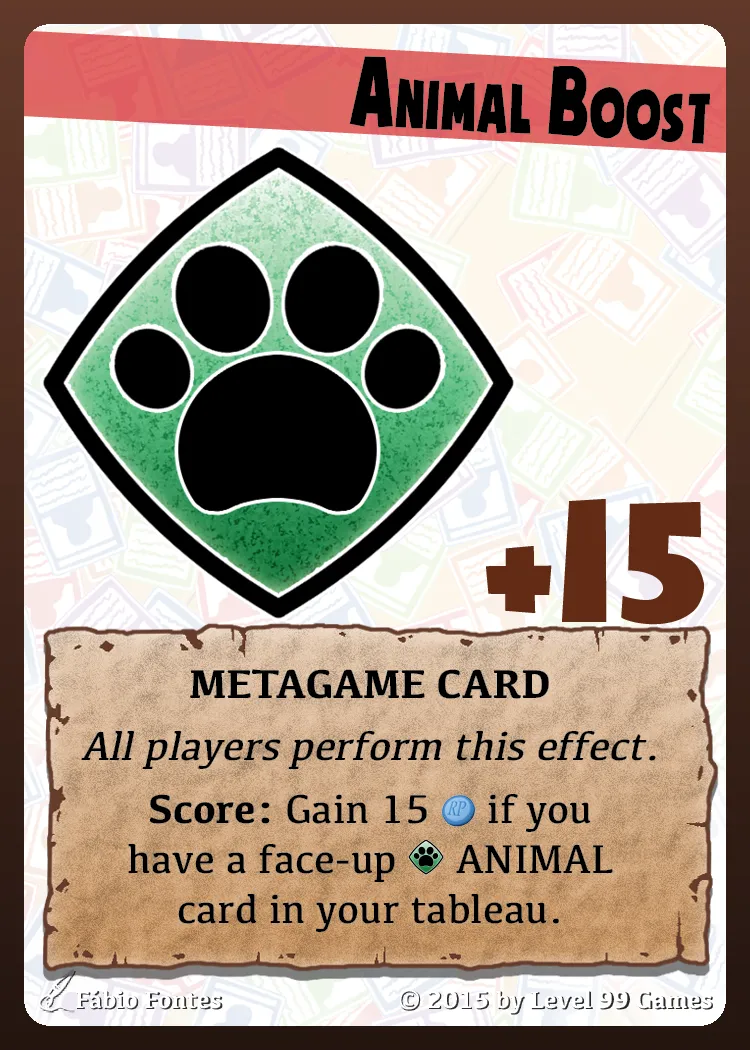 Animal Boost
+15
METAGAME CARD
All players perform this effect.
Score: Gain 15 RP if you
have a face-up ANIMAL
card in your tableau.
Fábio Fontes
© 2015 by Level 99 Games